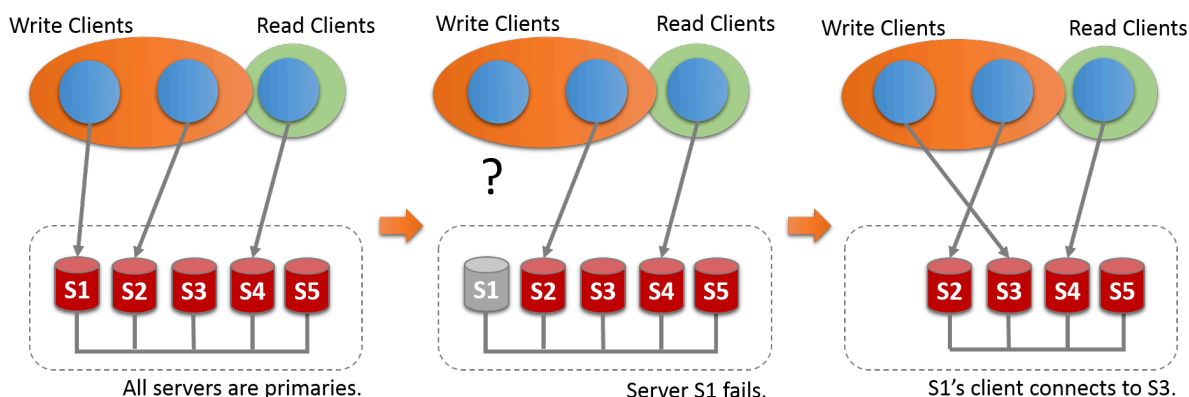 Write Clients
Read Clients
S1
S2
S3
S4
S5
All servers are primaries.
Write Clients
Read Clients
?
S1
S2
S3
S4
S5
Server S1 fails.
Write Clients
Read Clients
S2
S3
S4
S5
S1's client connects to S3.